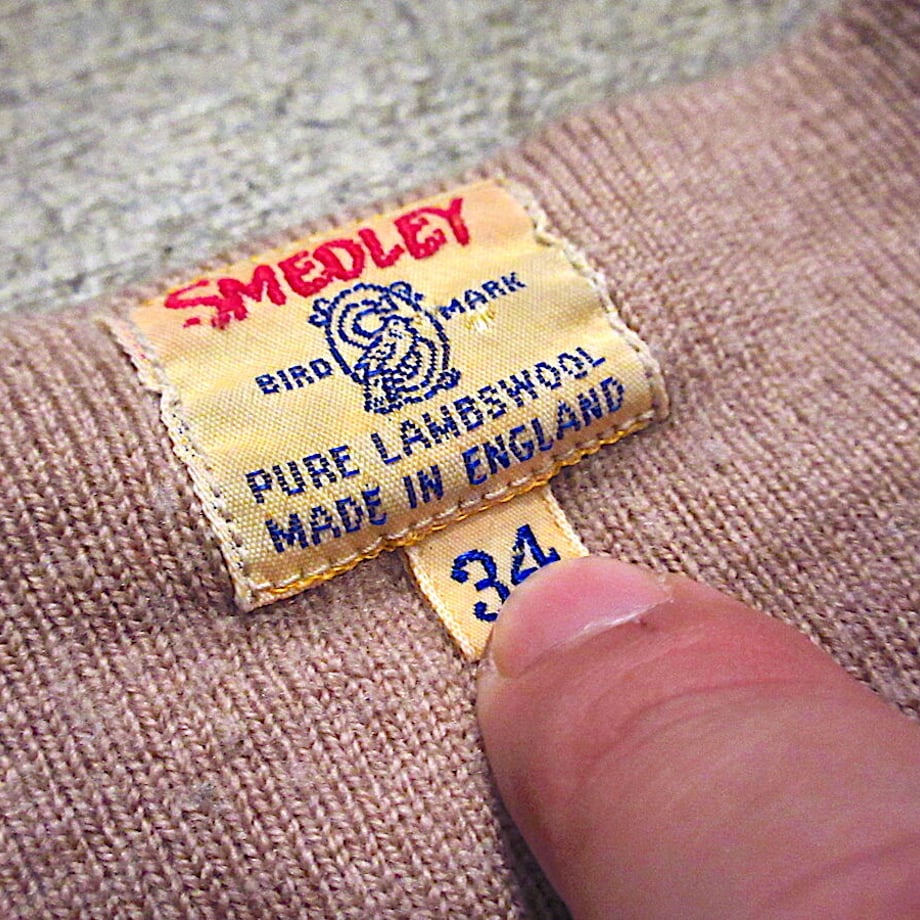 SMEDLEY
BIRD MARK
PURE LAMBSWOOL
MADE IN ENGLAND
34